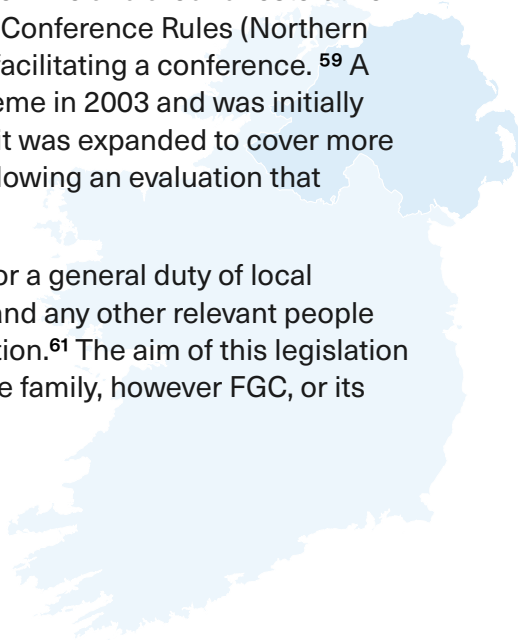 Conference Rules (Northern
facilitating a conference. 59 A
eme in 2003 and was initially
it was expanded to cover more
lowing an evaluation that
or a general duty of local
and any other relevant people
tion.61 The aim of this legislation
e family, however FGC, or its